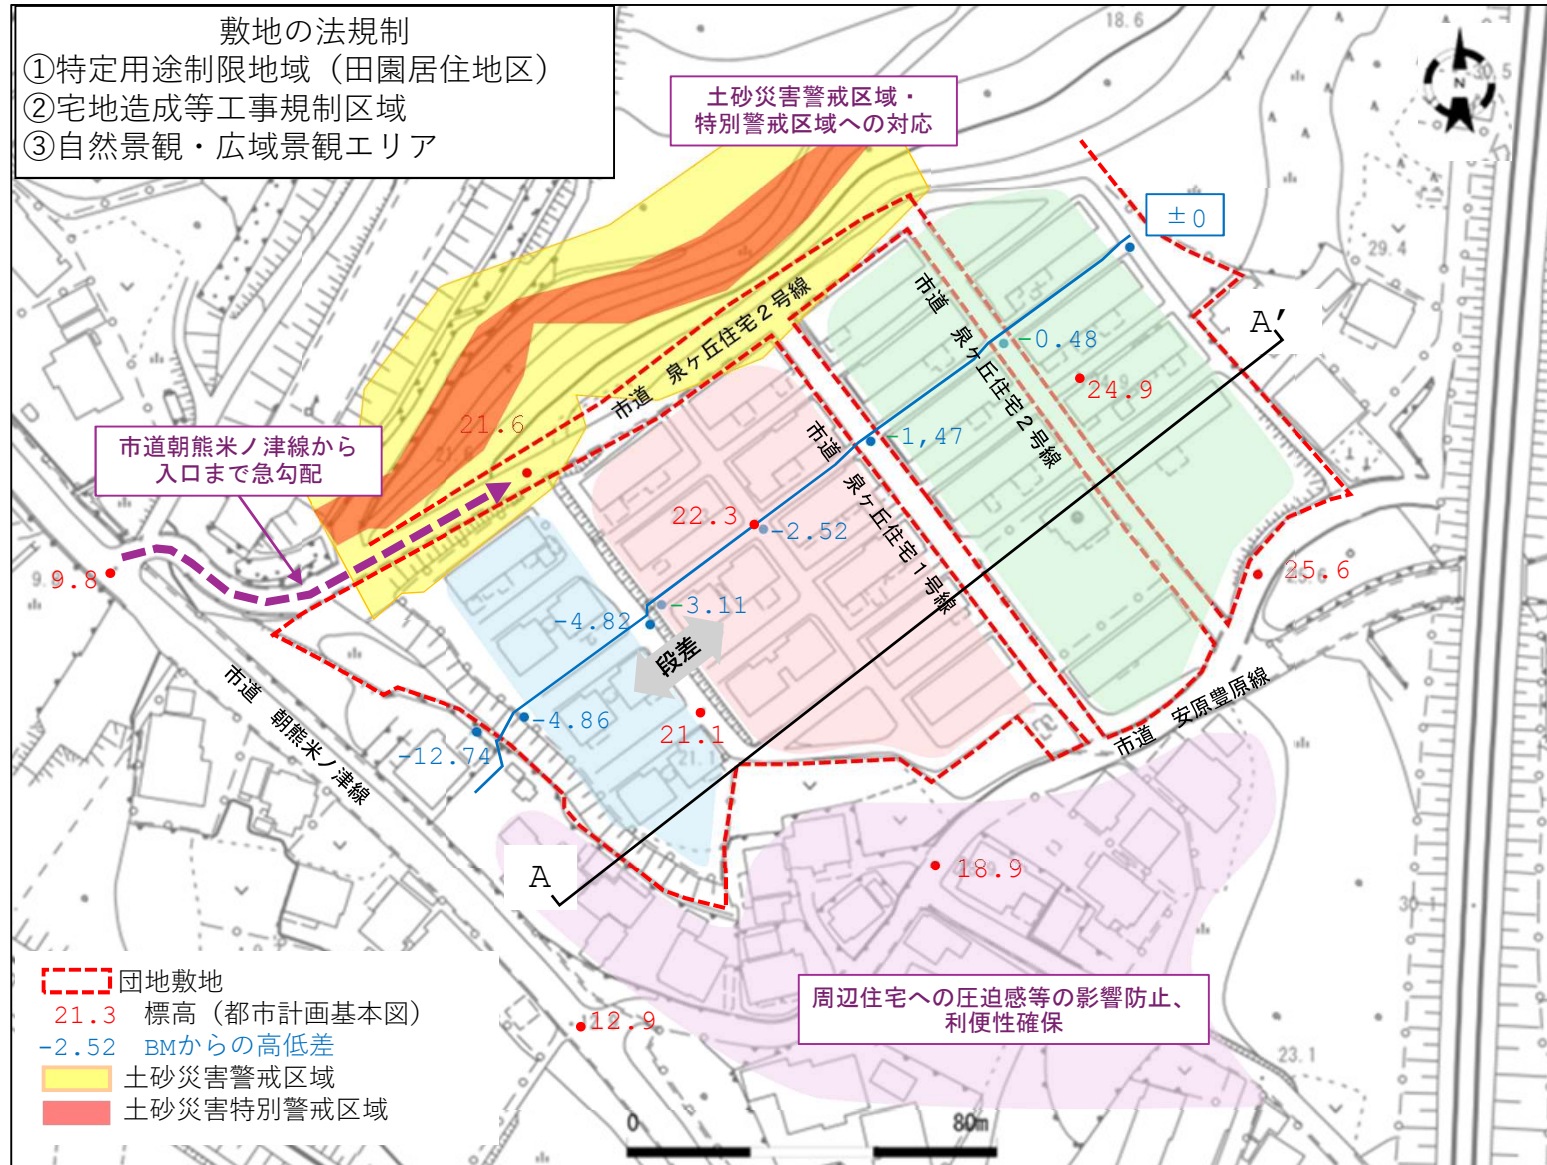 敷地の法規制
①特定用途制限地域（田園居住地区）
②宅地造成等工事規制区域
③自然景観・広域景観エリア
18.6
土砂災害警戒区域・
特別警戒区域への対応
N
30.5
±0
29.4
市道　泉ヶ丘住宅２号線
市道　泉ヶ丘住宅２号線
A′
-0.48
24.9
21.6
市道朝熊米ノ津線から
入口まで急勾配
-1,47
市道　泉ヶ丘住宅１号線
22.3
-2.52
9.8
25.6
-3.11
-4.82
段差
市道　朝熊米ノ津線
-4.86
21.1
-12.74
市道　安原豊原線
A
18.9
30.1
団地敷地
21.3 標高（都市計画基本図）
-2.52 BMからの高低差
土砂災害警戒区域
土砂災害特別警戒区域
12.9
周辺住宅への圧迫感等の影響防止、
利便性確保
23.1
0 80m